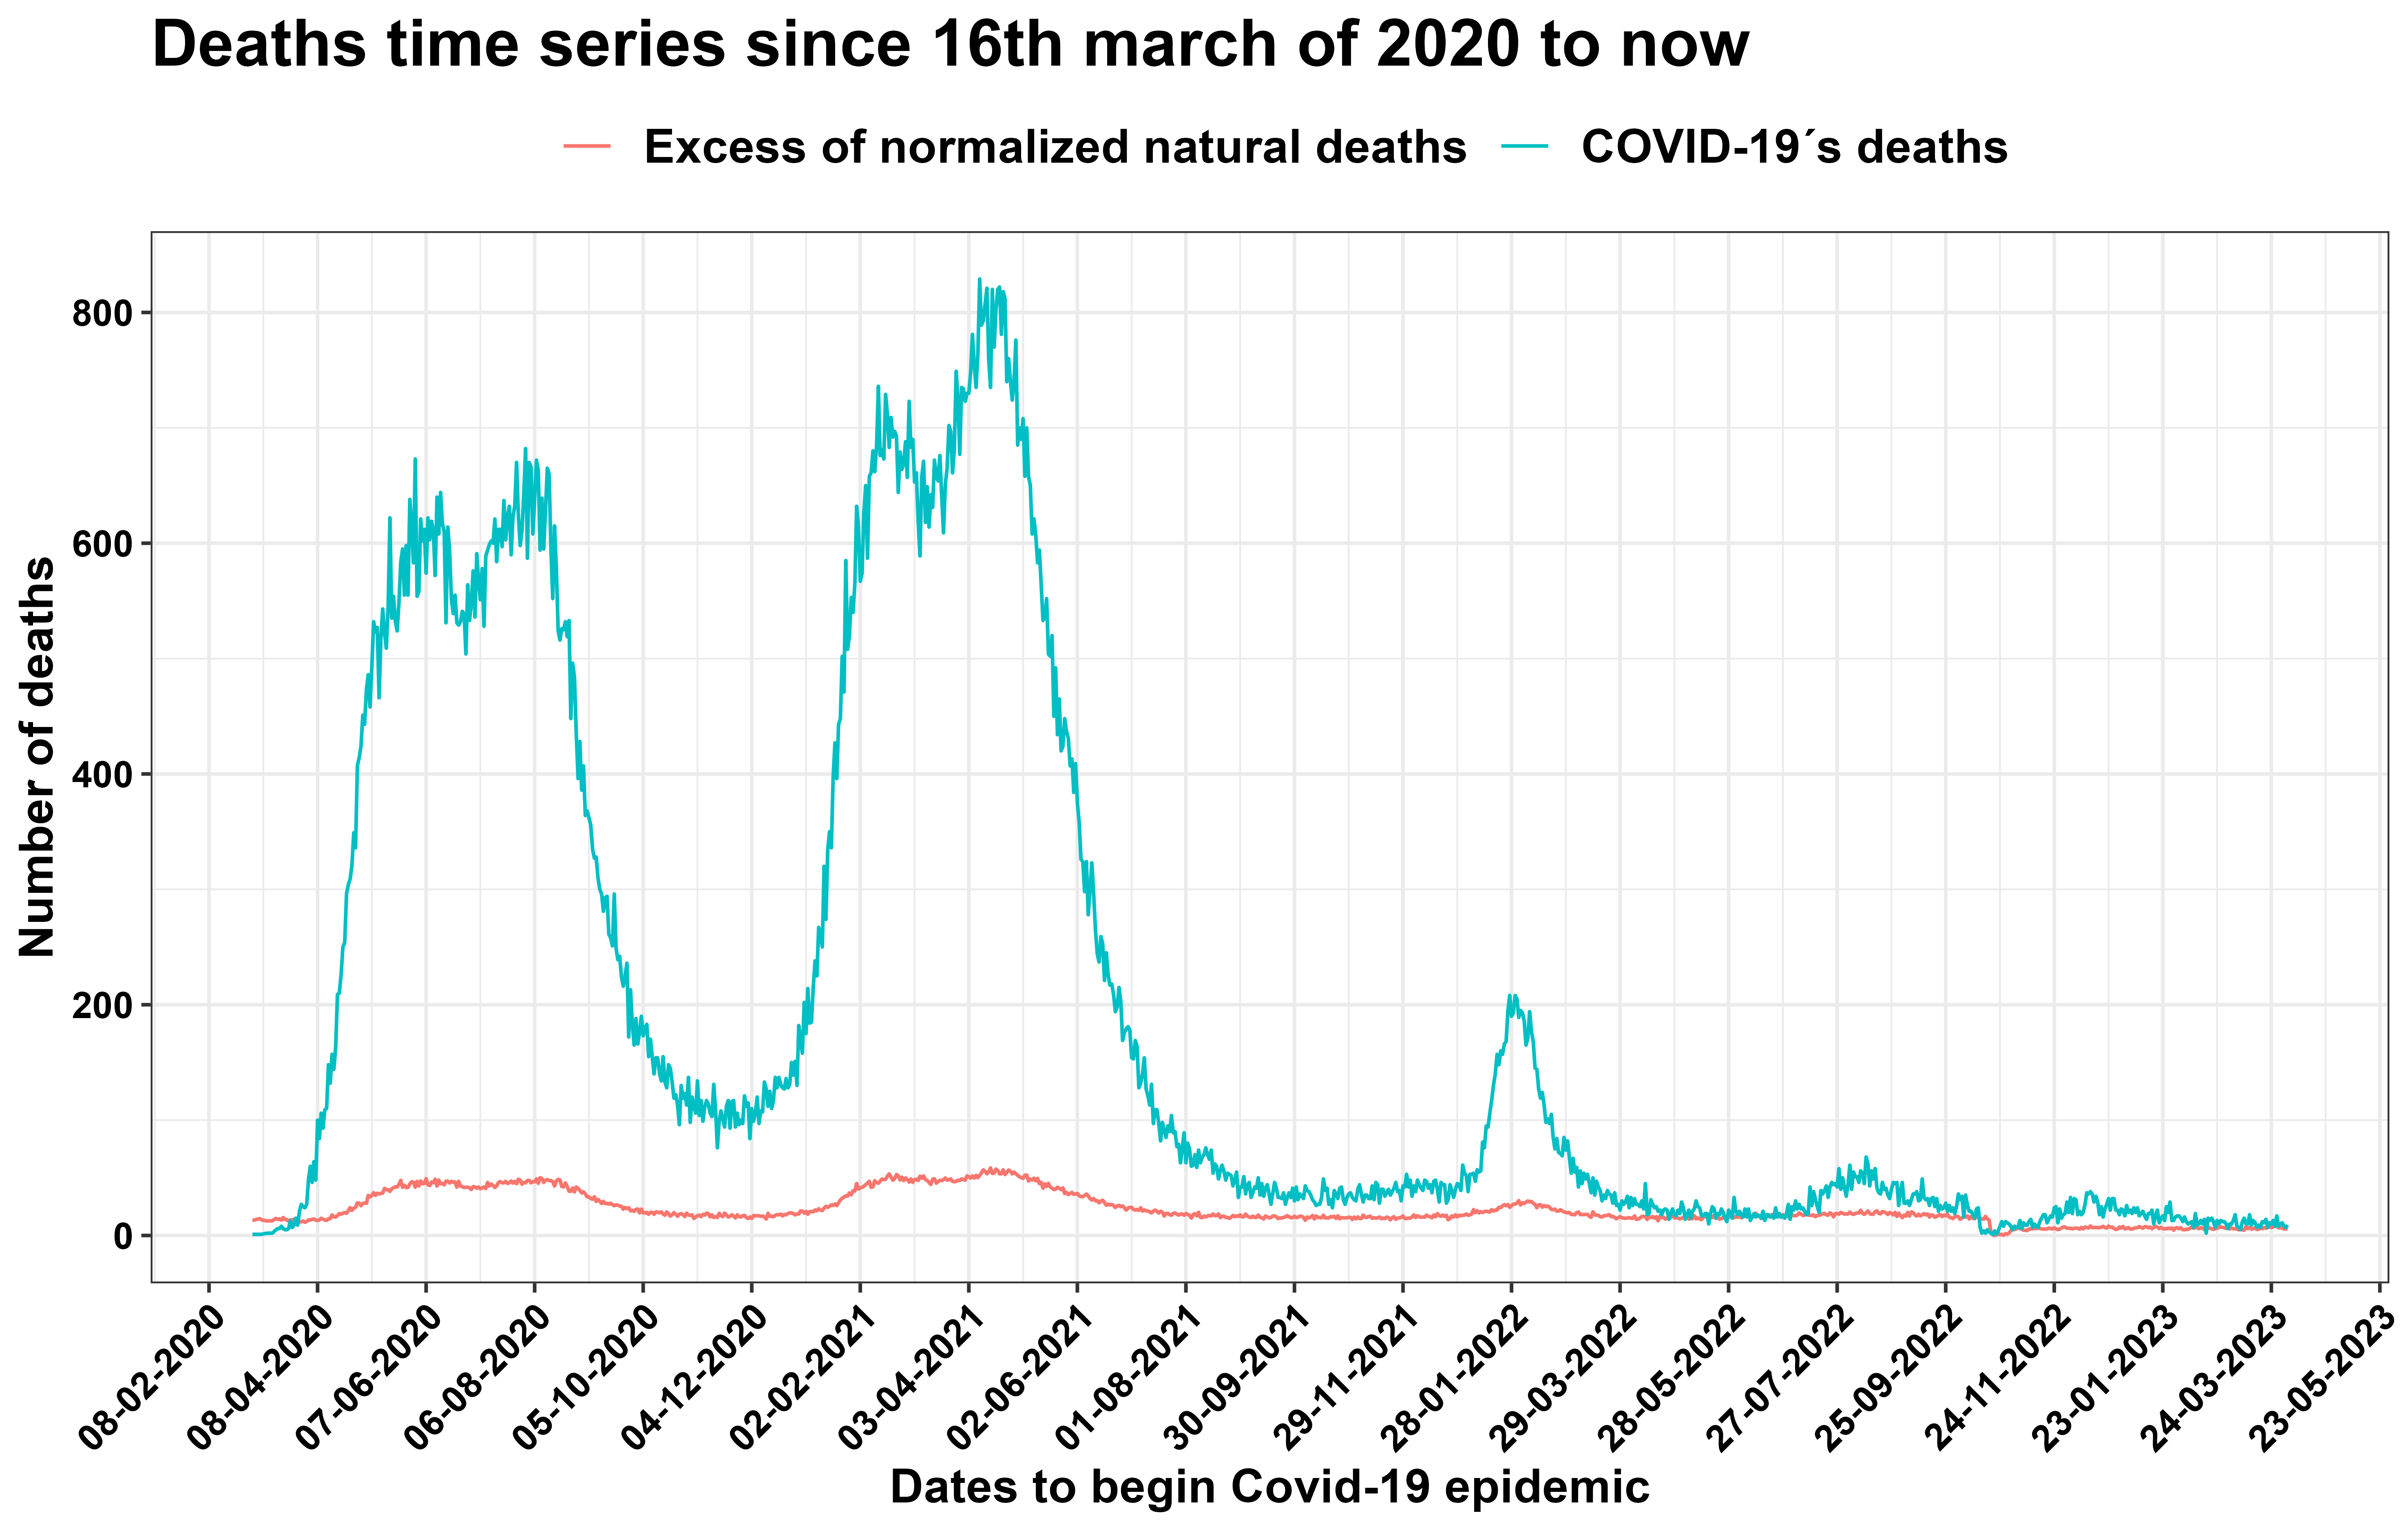 Deaths time series since 16th march of 2020 to now
Excess of normalized natural deaths COVID-19´s deaths
Number of deaths
800
600
400
200
0
08-02-2020 08-04-2020 07-06-2020 06-08-2020 05-10-2020 04-12-2020 02-02-2021 03-04-2021 02-06-2021 01-08-2021 30-09-2021 29-11-2021 28-01-2022 29-03-2022 28-05-2022 27-07-2022 25-09-2022 24-11-2022 23-01-2023 24-03-2023 23-05-2023
Dates to begin Covid-19 epidemic